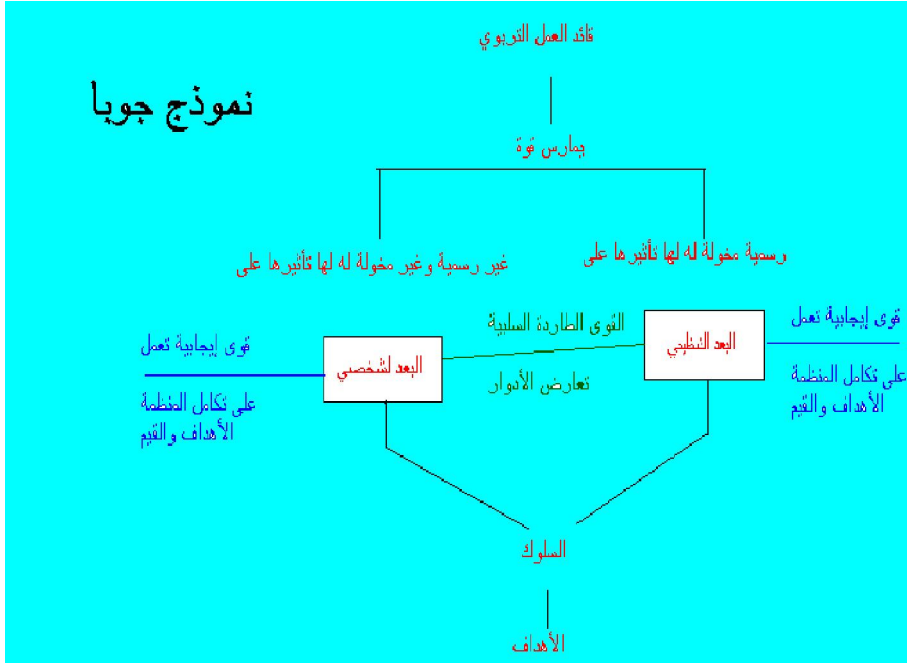 قائد العمل التربوي
نموذج جوبا
يمارس قوة
رسمية مخولة له لها تأثيرها على
غير رسمية وغير مخولة له لها تأثيرها على
قوى إيجابية تعمل
على تكامل المنظمة
الأهداف والقيم
البعد التنظيمي
القوى الطاردة السلبية
تعارض الأدوار
البعد لشخصي
قوى إيجابية تعمل
على تكامل المنظمة
الأهداف والقيم
السلوك
الأهداف